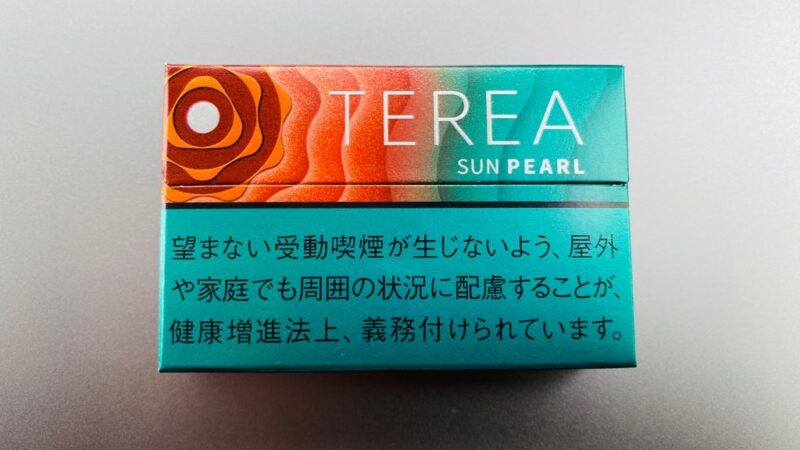 TEREA
SUN PEARL
望まない受動喫煙が生じないよう、屋外
や家庭でも周囲の状況に配慮することが、
健康増進法上、義務付けられています。